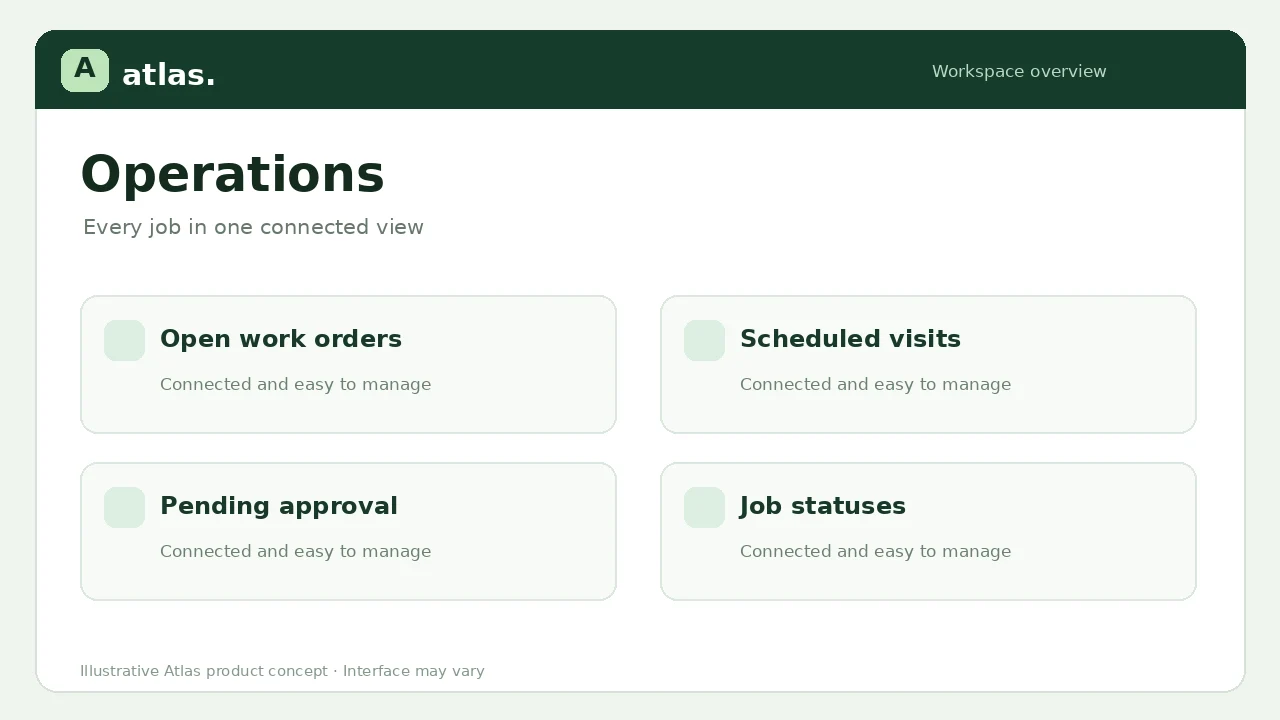 A
atlas.
Workspace overview
Operations
Every job in one connected view
Open work orders
Connected and easy to manage
Scheduled visits
Connected and easy to manage
Pending approval
Connected and easy to manage
Job statuses
Connected and easy to manage
Illustrative Atlas product concept · Interface may vary